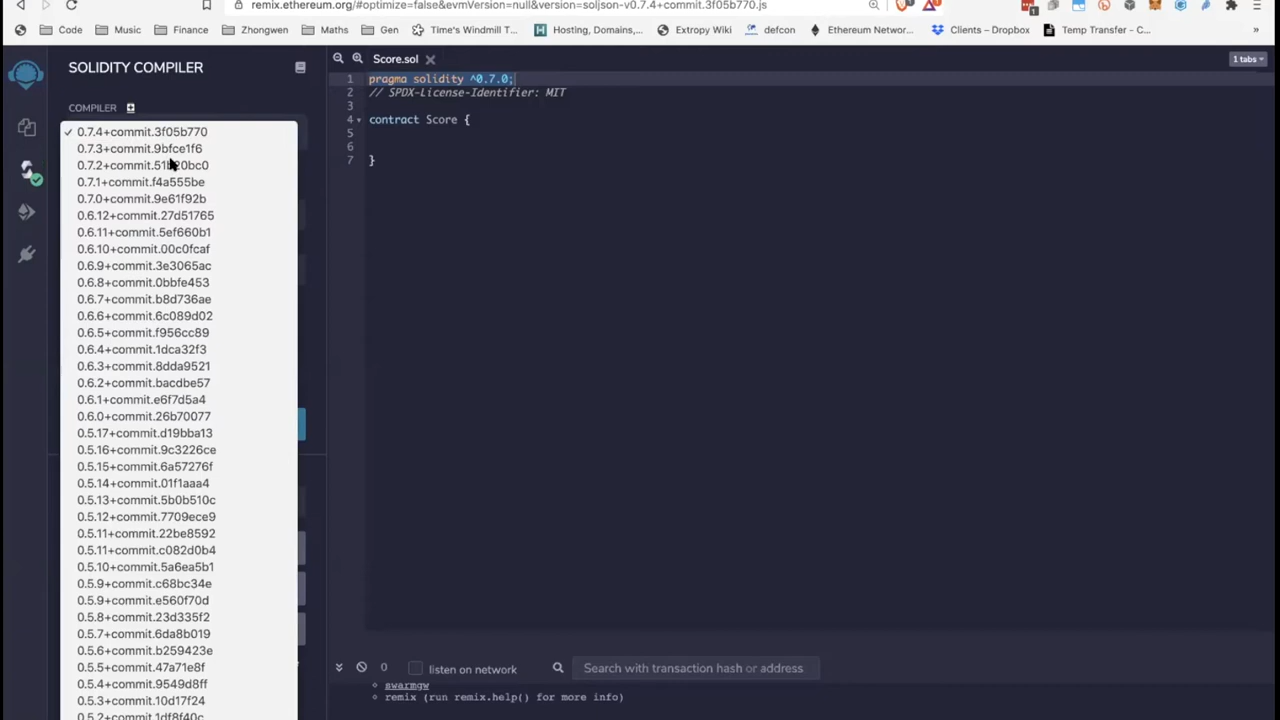 remix.ethereum.org/#optimize=false&evmVersion=null&version=soljson-v0.7.4+commit.3f05b770.js
Code
Music
Finance
Zhongwen
Maths
Gen
Time's Windmill T...
Hosting, Domains,...
Extropy Wiki
defcon
Ethereum Networ...
Clients – Dropbox
Temp Transfer - C...
SOLIDITY COMPILER
COMPILER
0.7.4+commit.3f05b770
0.7.3+commit.9bfce1f6
0.7.2+commit.51b20bc0
0.7.1+commit.f4a555be
0.7.0+commit.9e61f92b
0.6.12+commit.27d51765
0.6.11+commit.5ef660b1
0.6.10+commit.00c0fcaf
0.6.9+commit.3e3065ac
0.6.8+commit.0bbfe453
0.6.7+commit.b8d736ae
0.6.6+commit.6c089d02
0.6.5+commit.f956cc89
0.6.4+commit.1dca32f3
0.6.3+commit.8dda9521
0.6.2+commit.bacdbe57
0.6.1+commit.e6f7d5a4
0.6.0+commit.26b70077
0.5.17+commit.d19bba13
0.5.16+commit.9c3226ce
0.5.15+commit.6a57276f
0.5.14+commit.01f1aaa4
0.5.13+commit.5b0b510c
0.5.12+commit.7709ece9
0.5.11+commit.22be8592
0.5.11+commit.c082d0b4
0.5.10+commit.5a6ea5b1
0.5.9+commit.c68bc34e
0.5.9+commit.e560f70d
0.5.8+commit.23d335f2
0.5.7+commit.6da8b019
0.5.6+commit.b259423e
0.5.5+commit.47a71e8f
0.5.4+commit.9549d8ff
0.5.3+commit.10d17f24
0.5.2+commit.1df8f40c
Score.sol
1 tabs
1 pragma solidity ^0.7.0;
2 // SPDX-License-Identifier: MIT
3
4 contract Score {
5
6
7 }
0
listen on network
Search with transaction hash or address
swarmgw
remix (run remix.help() for more info)